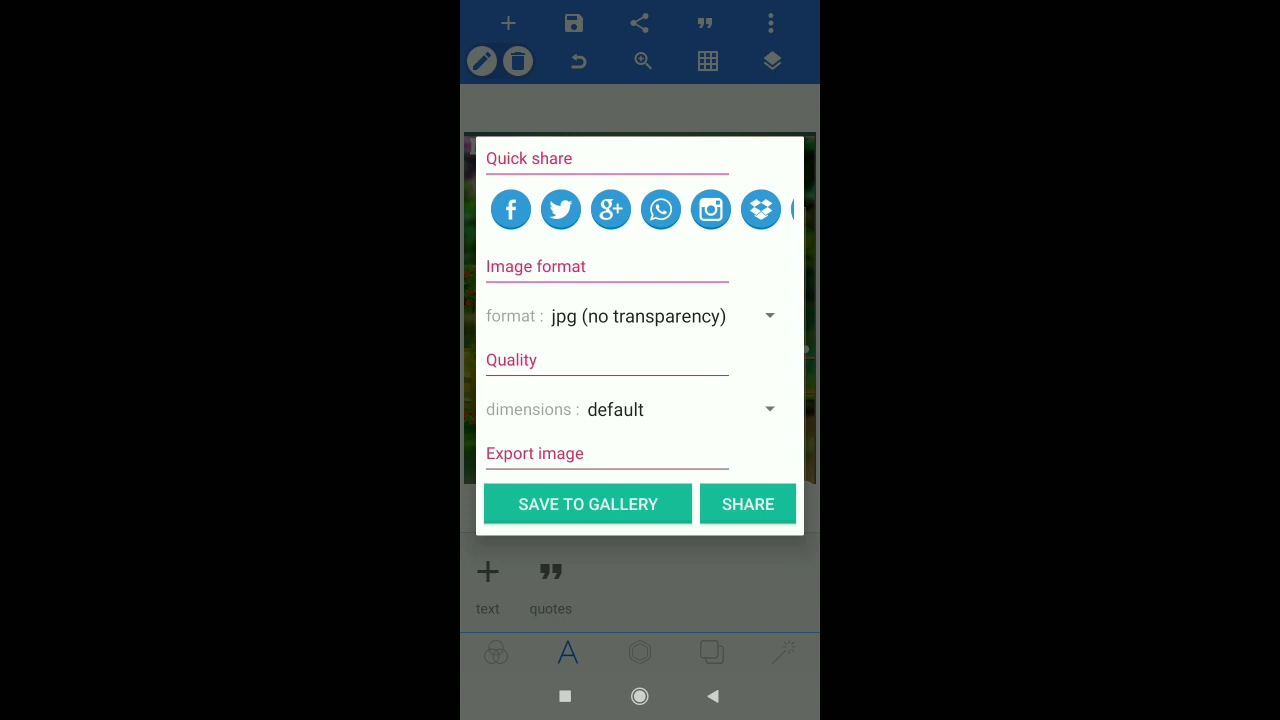 Quick share
Image format
format : jpg (no transparency)
Quality
dimensions : default
Export image
SAVE TO GALLERY SHARE
text quotes